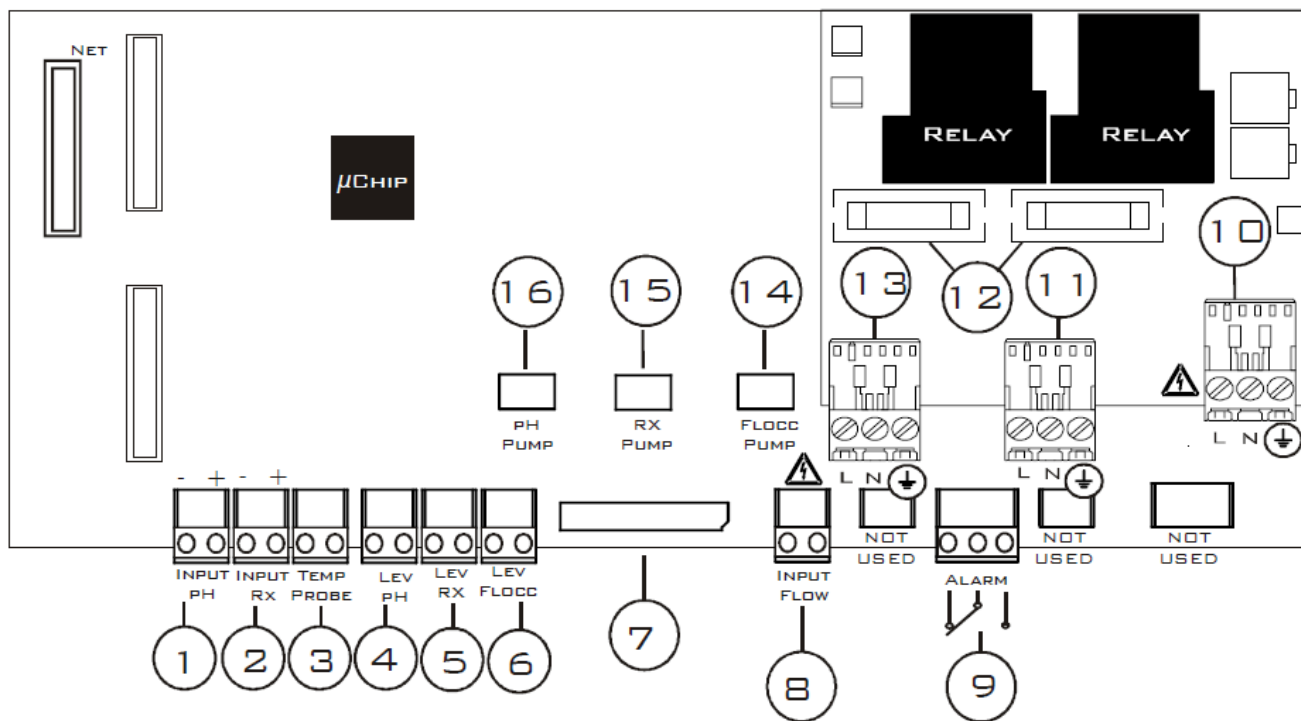 NET
µCHIP
RELAY
RELAY
10
13
12
11
16
15
14
PH
PUMP
RX
PUMP
FLOCC
PUMP
L N
L N
L N
- + - +
INPUT
PH
INPUT
RX
TEMP
PROBE
LEV
PH
LEV
RX
LEV
FLOCC
INPUT
FLOW
NOT
USED
ALARM
NOT
USED
NOT
USED
1
2
3
4
5
6
7
8
9